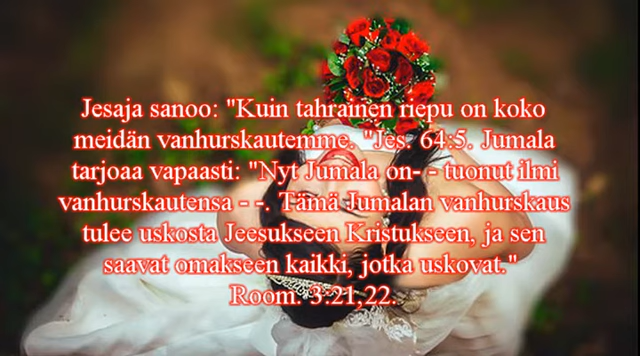 Jesaja sanoo: "Kuin tahrainen riepu on koko
meidän vanhurskautemme. "Jes. 64:5. Jumala
tarjoaa vapaasti: "Nyt Jumala on- - tuonut ilmi
vanhurskautensa - -. Tämä Jumalan vanhurskaus
tulee uskosta Jeesukseen Kristukseen, ja sen
saavat omakseen kaikki, jotka uskovat."
Room. 3:21,22.